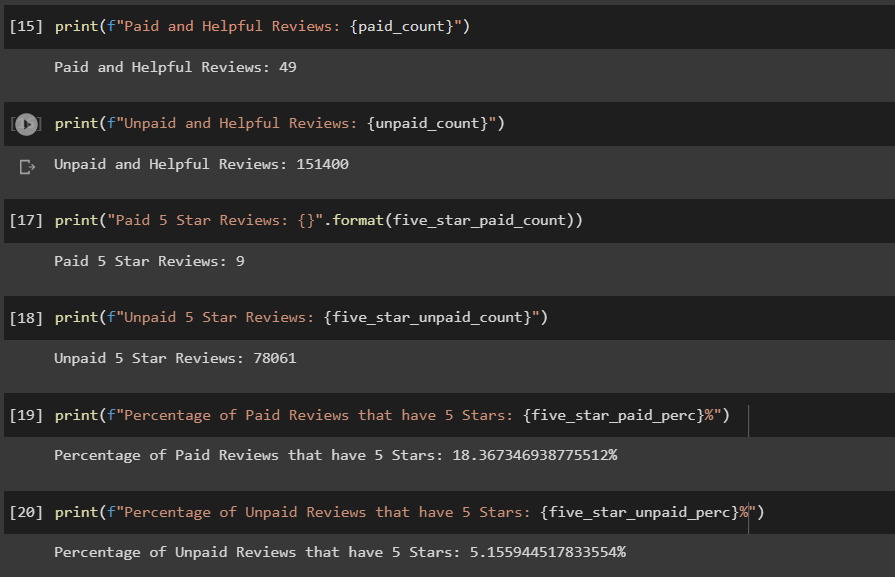 [15] print(f"Paid and Helpful Reviews: {paid_count}")
Paid and Helpful Reviews: 49
print(f"Unpaid and Helpful Reviews: {unpaid_count}")
Unpaid and Helpful Reviews: 151400
[17] print("Paid 5 Star Reviews: {}".format(five_star_paid_count))
Paid 5 Star Reviews: 9
[18] print(f"Unpaid 5 Star Reviews: {five_star_unpaid_count}")
Unpaid 5 Star Reviews: 78061
[19] print(f"Percentage of Paid Reviews that have 5 Stars: {five_star_paid_perc}%")
Percentage of Paid Reviews that have 5 Stars: 18.367346938775512%
[20] print(f"Percentage of Unpaid Reviews that have 5 Stars: {five_star_unpaid_perc}%")
Percentage of Unpaid Reviews that have 5 Stars: 5.155944517833554%